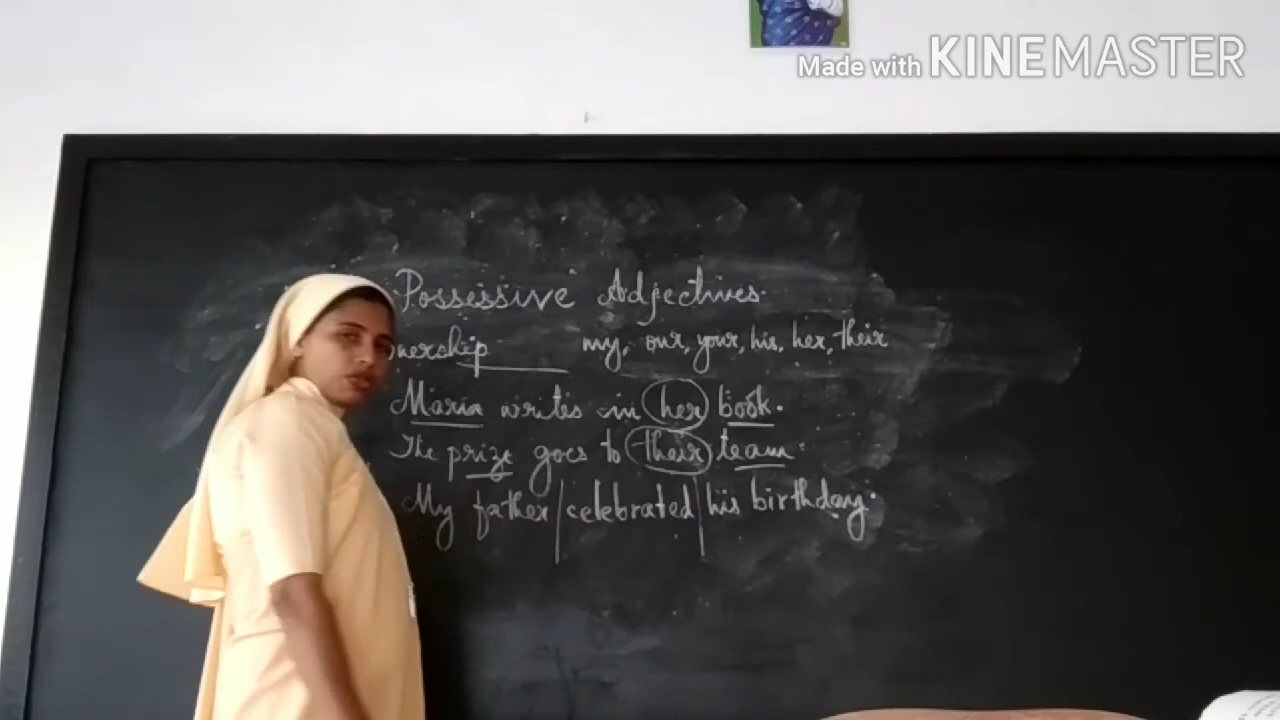 Made with KINEMASTER
Possessive Adjectives.
nership my, our, your, his, her, their
Maria writes in her book.
The prize goes to their team.
My father | celebrated | his birthday.